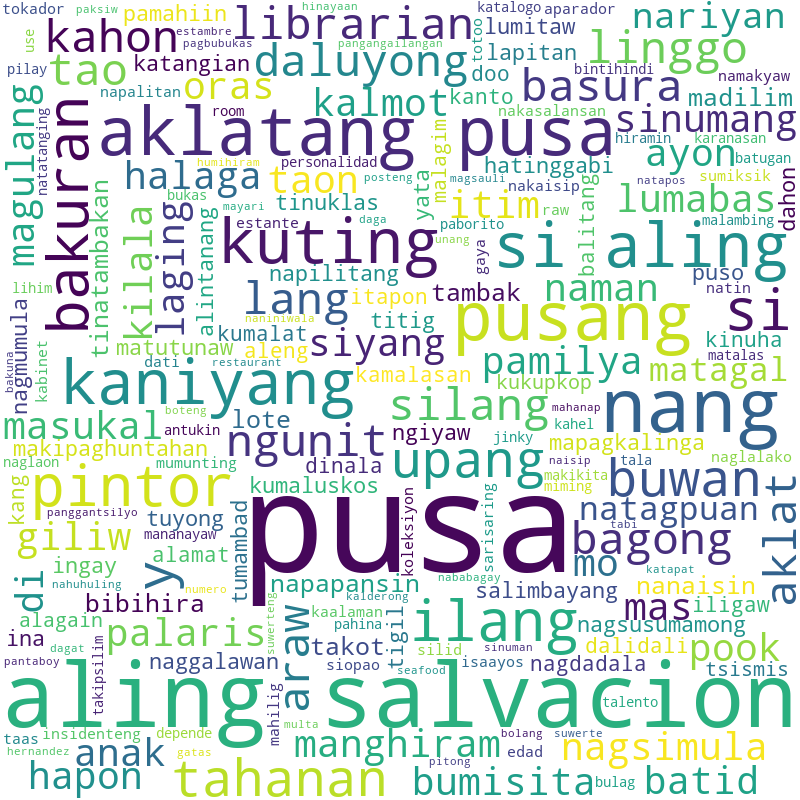 tokador paksiw pamahiin librarian hinayaan katalogo aparador nariyan
use kahon estambre pagbubukas pangangailangan lumitaw totoo linggo
pilay tao katangian daluyong doo lapitan bintihindi namakyaw
napalitan oras kalmot kanto basura madilim
magulang natatanging bakuran room aklatang pusa nakasalansan sinumang hiramin karanasan
humihiram personalidad malagim hatinggabi ayon batugan
halaga taon posteng magsauli nakaisip natapos sumiksik dahon
tinatambakan kilala laging bukas tinuklas yata itim raw balitang lumabas
mayari daga paborito malambing
lihim alintanang estante kuting unang gaya si aling
napilitang puso natin
nagmumula kumalat lang itapon tambak pusang naman si
naniniwala titig kinuha
bakuna kabinet matutunaw aleng siyang pamilya matagal matalas
dati restaurant kamalasan kukupkop
kaniyang silang nang
boteng mahanap
masukal antukin lote ngunit ngiyaw jinky kahel mapagkalinga
makipaghuntahan dinala upang naisip tala naglalako
naglaon mumunting makikita buwan
kang pintor kumaluskos miming
panggantsilyo koleksiyon sarisaring natagpuan aklat
giliw mananayaw tuyong pusa tabi
di ingay y alamat tumambad bagong katapat
nahuhuling napapansin nababagay salimbayang mo nanaisin
numero kalderong
bibihira suwerteng araw kaalaman tigil ilang mas iligaw
alagain pahina nagsusumamong
ina palaris takot silid sinuman dalidali pook
pantaboy takipsilim naggalawan siopao isaayos nagdadala tsismis
dagat seafood
aling salvacion talento
mahilig
taas insidenteng depende multa bolang suwerte
hernandez anak gatas manghiram edad nagsimula
hapon tahanan pitong bumisita bulag batid